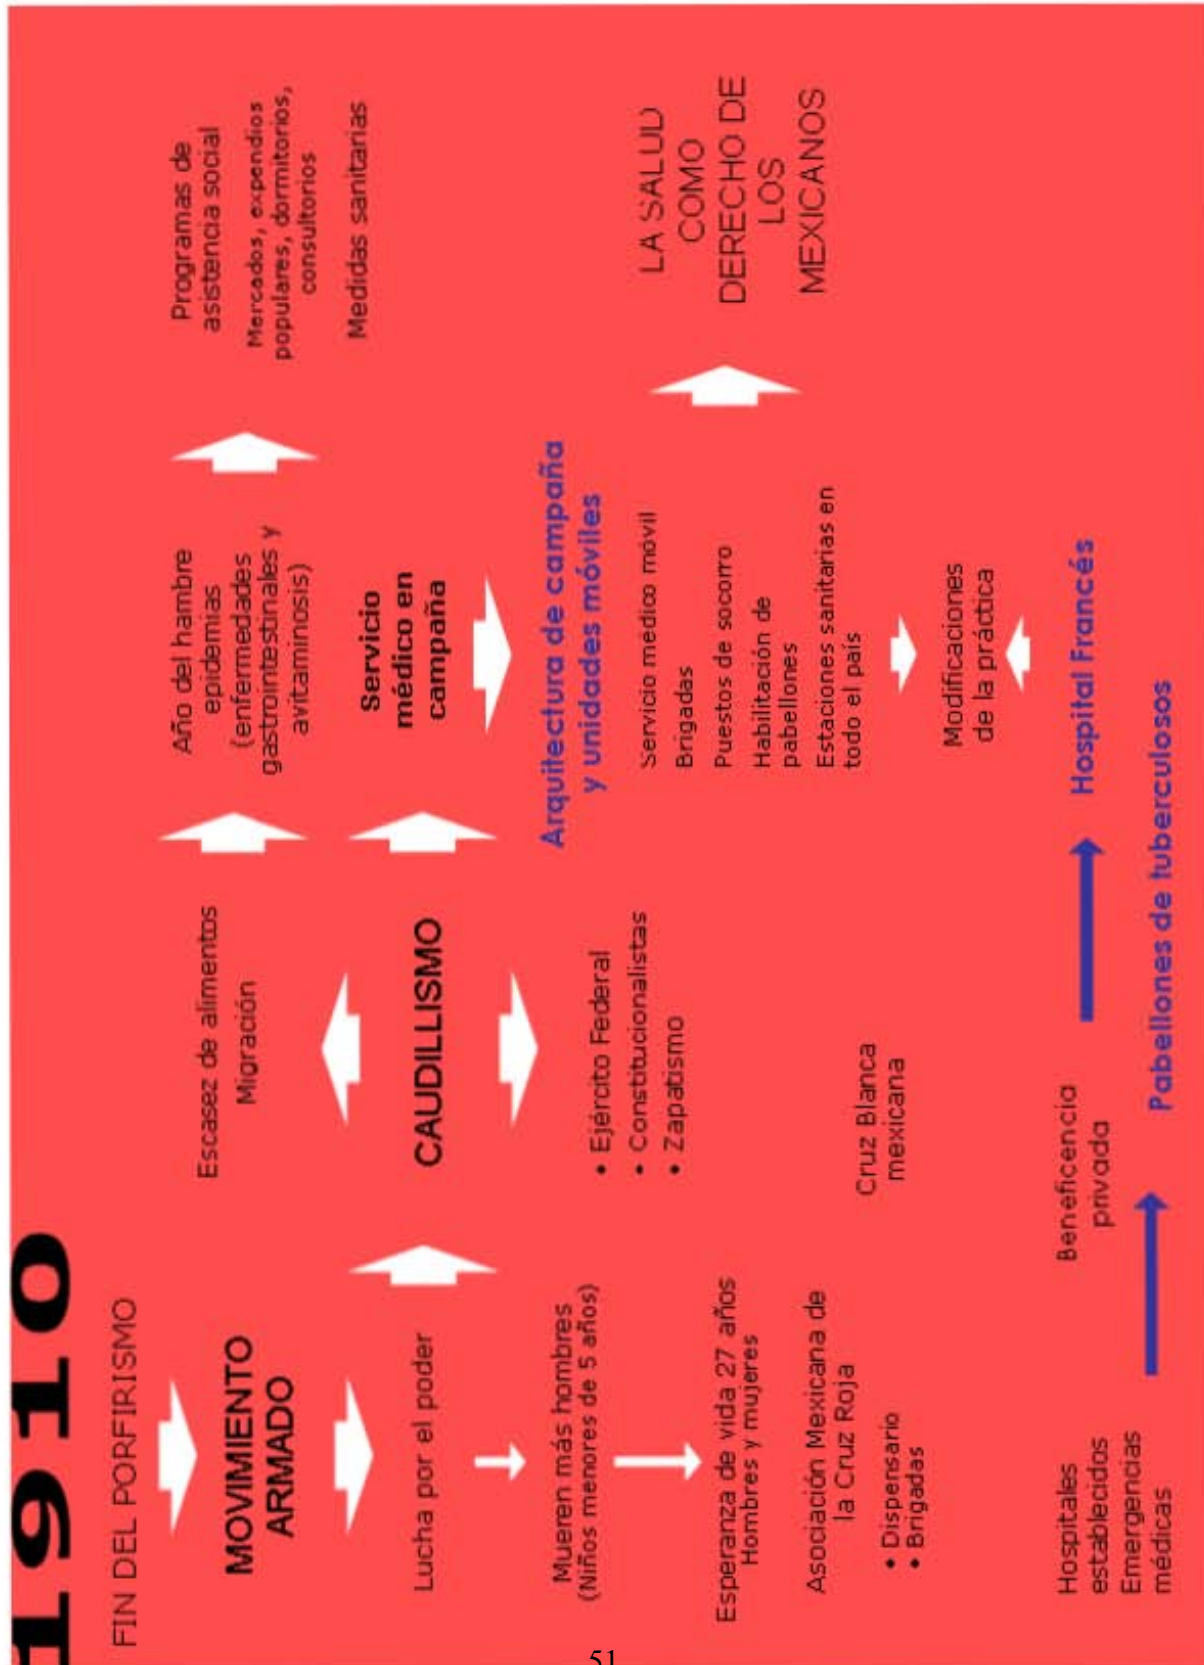 1910
FIN DEL PORFIRISMO
MOVIMIENTO
ARMADO
Lucha por el poder
Mueren más hombres
(Niños menores de 5 años)
Esperanza de vida 27 años
Hombres y mujeres
Asociación Mexicana de
la Cruz Roja
• Dispensario
• Brigadas
Hospitales
establecidos
Emergencias
médicas
Escasez de alimentos
Migración
CAUDILLISMO
• Ejército Federal
• Constitucionalistas
• Zapatismo
Cruz Blanca
mexicana
Beneficencia
privada
Pabellones de tuberculosos
Año del hambre
epidemias
(enfermedades
gastrointestinales y
avitaminosis)
Servicio
médico en
campaña
Arquitectura de campaña
y unidades móviles
Servicio médico móvil
Brigadas
Puestos de socorro
Habilitación de
pabellones
Estaciones sanitarias en
todo el país
Modificaciones
de la práctica
Hospital Francés
Programas de
asistencia social
Mercados, expendios
populares, dormitorios,
consultorios
Medidas sanitarias
LA SALUD
COMO
DERECHO DE
LOS
MEXICANOS
51